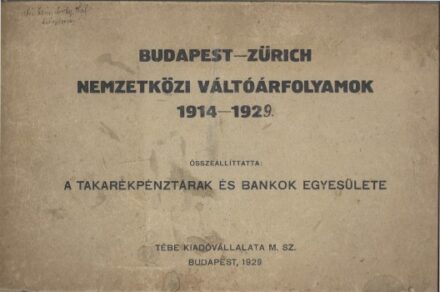 BUDAPEST—ZÜRICH
NEMZETKÖZI VÁLTÓÁRFOLYAMOK
1914—1929.
ÖSSZEÁLLÍTTATTA:
A TAKARÉKPÉNZTÁRAK ÉS BANKOK EGYESÜLETE
TÉBE KIADÓVÁLLALATA M. SZ.
BUDAPEST, 1929